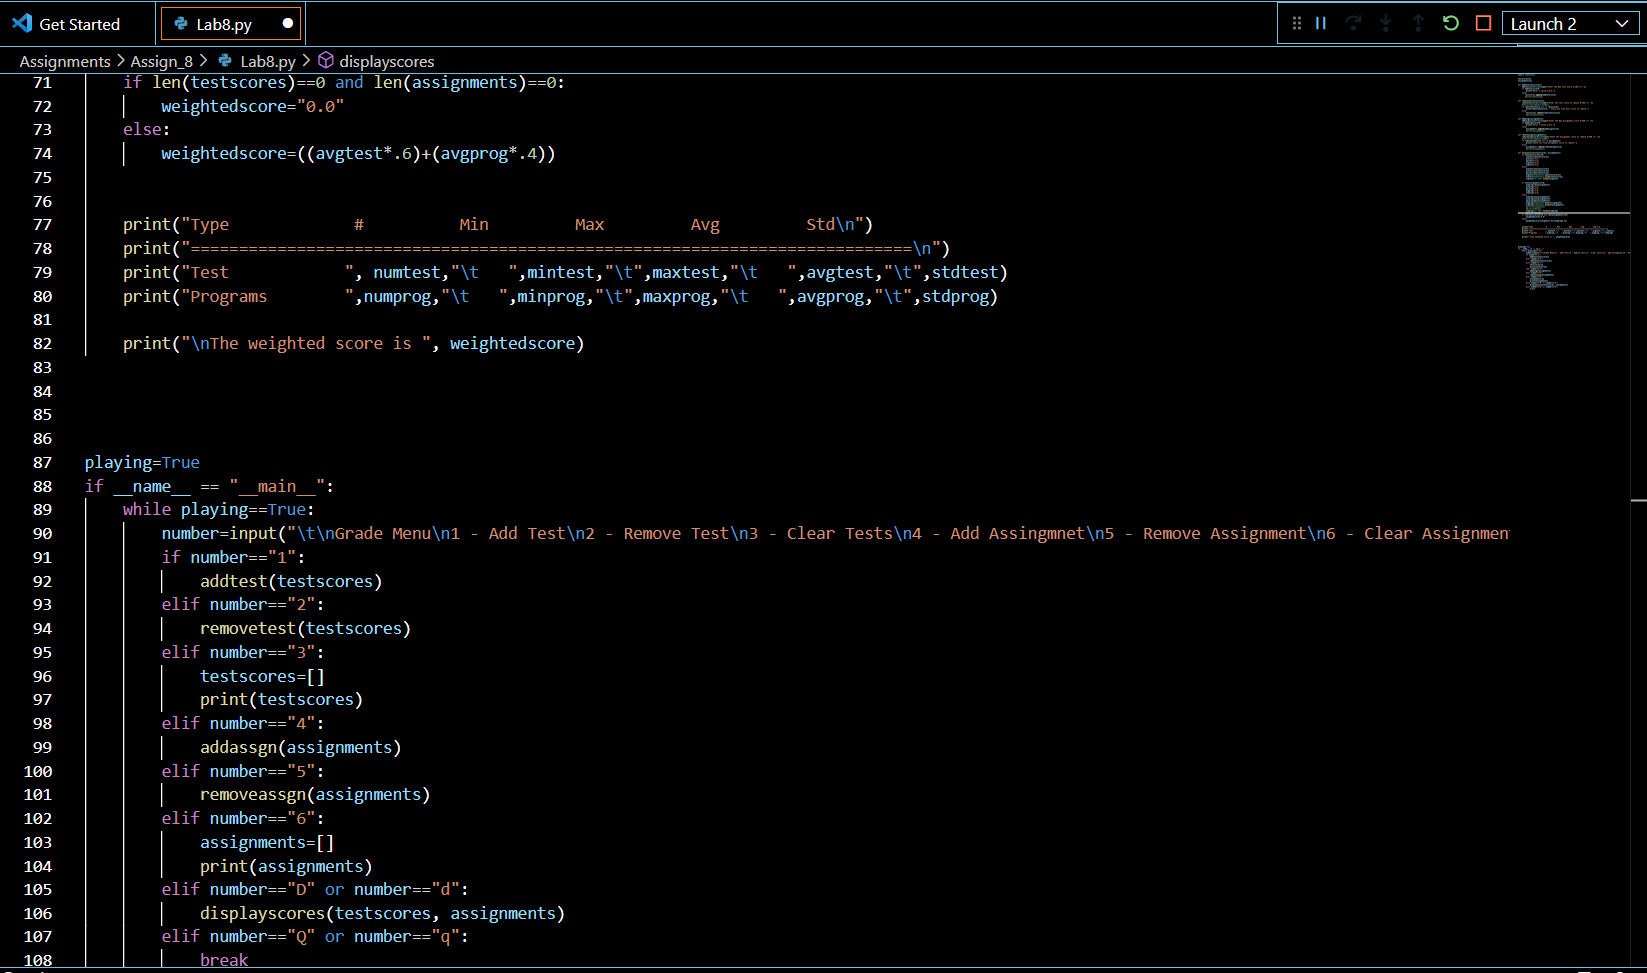 Get Started
Lab8.py
Launch 2
Assignments > Assign_8 > Lab8.py > displayscores
71 if len(testscores)==0 and len(assignments)==0:
72 weightedscore="0.0"
73 else:
74 weightedscore=((avgtest*.6)+(avgprog*.4))
75
76
77 print("Type             #          Min         Max         Avg         Std\n")
78 print("===========================================================================\n")
79 print("Test            ", numtest,"\t   ",mintest,"\t",maxtest,"\t   ",avgtest,"\t",stdtest)
80 print("Programs        ",numprog,"\t   ",minprog,"\t",maxprog,"\t   ",avgprog,"\t",stdprog)
81
82 print("\nThe weighted score is ", weightedscore)
83
84
85
86
87 playing=True
88 if __name__ == "__main__":
89 while playing==True:
90 number=input("\t\nGrade Menu\n1 - Add Test\n2 - Remove Test\n3 - Clear Tests\n4 - Add Assingmnet\n5 - Remove Assignment\n6 - Clear Assignmen
91 if number=="1":
92 addtest(testscores)
93 elif number=="2":
94 removetest(testscores)
95 elif number=="3":
96 testscores=[]
97 print(testscores)
98 elif number=="4":
99 addassgn(assignments)
100 elif number=="5":
101 removeassgn(assignments)
102 elif number=="6":
103 assignments=[]
104 print(assignments)
105 elif number=="D" or number=="d":
106 displayscores(testscores, assignments)
107 elif number=="Q" or number=="q":
108 break